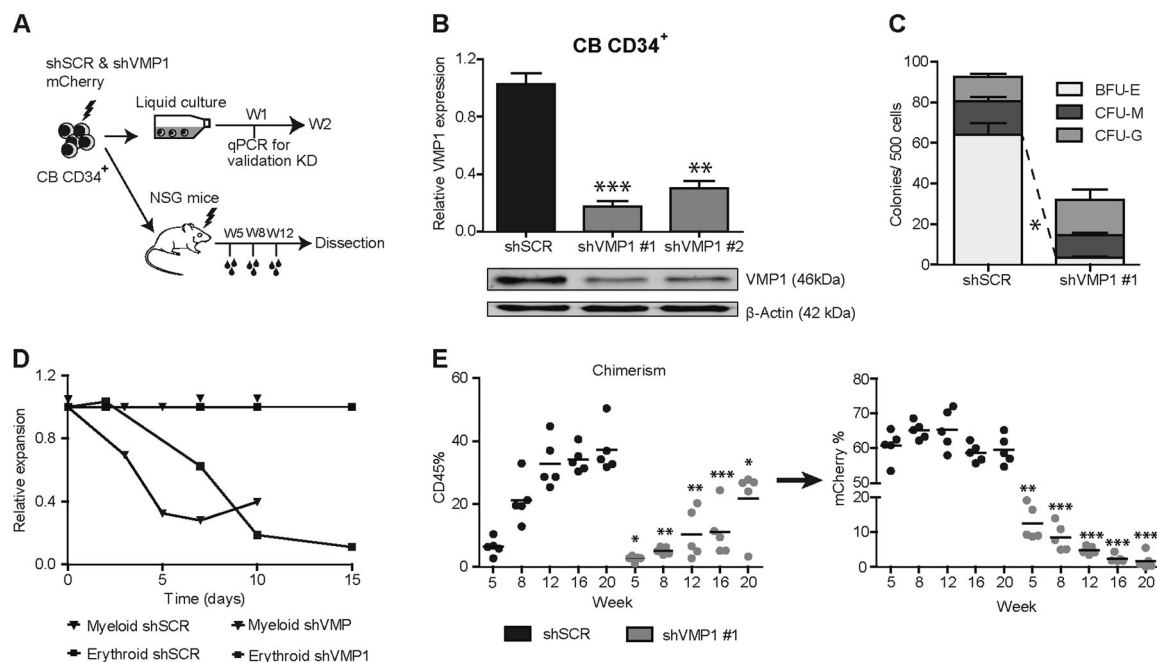 A
shSCR & shVMP1
mCherry
Liquid culture
W1
W2
qPCR for
validation KD
CB CD34+
NSG mice
W5 W8 W12
Dissection
B
CB CD34+
Relative VMP1 expression
1.2
0.8
0.4
0.0
***
**
shSCR shVMP1 #1 shVMP1 #2
VMP1 (46kDa)
β-Actin (42 kDa)
C
Colonies/ 500 cells
100
80
60
40
20
0
*
BFU-E
CFU-M
CFU-G
shSCR shVMP1 #1
D
Relative expansion
1.2
0.8
0.4
0.0
0 5 10 15
Time (days)
Myeloid shSCR Myeloid shVMP
Erythroid shSCR Erythroid shVMP1
E
Chimerism
CD45%
60
40
20
0
* ** ** *** *
5 8 12 16 20 5 8 12 16 20
Week
mCherry %
80
70
60
50
20
10
0
** *** *** *** ***
5 8 12 16 20 5 8 12 16 20
Week
shSCR shVMP1 #1